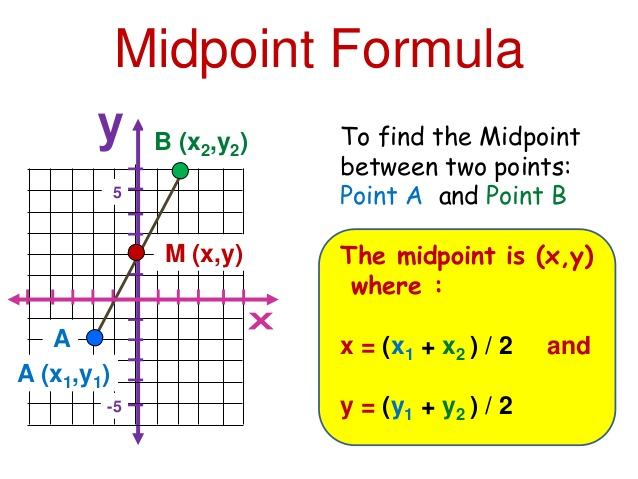 Midpoint Formula
y
B (x₂,y₂)
5
M (x,y)
x
A
A (x₁,y₁)
-5
To find the Midpoint
between two points:
Point A and Point B
The midpoint is (x,y)
where :
x = (x₁ + x₂ ) / 2 and
y = (y₁ + y₂ ) / 2